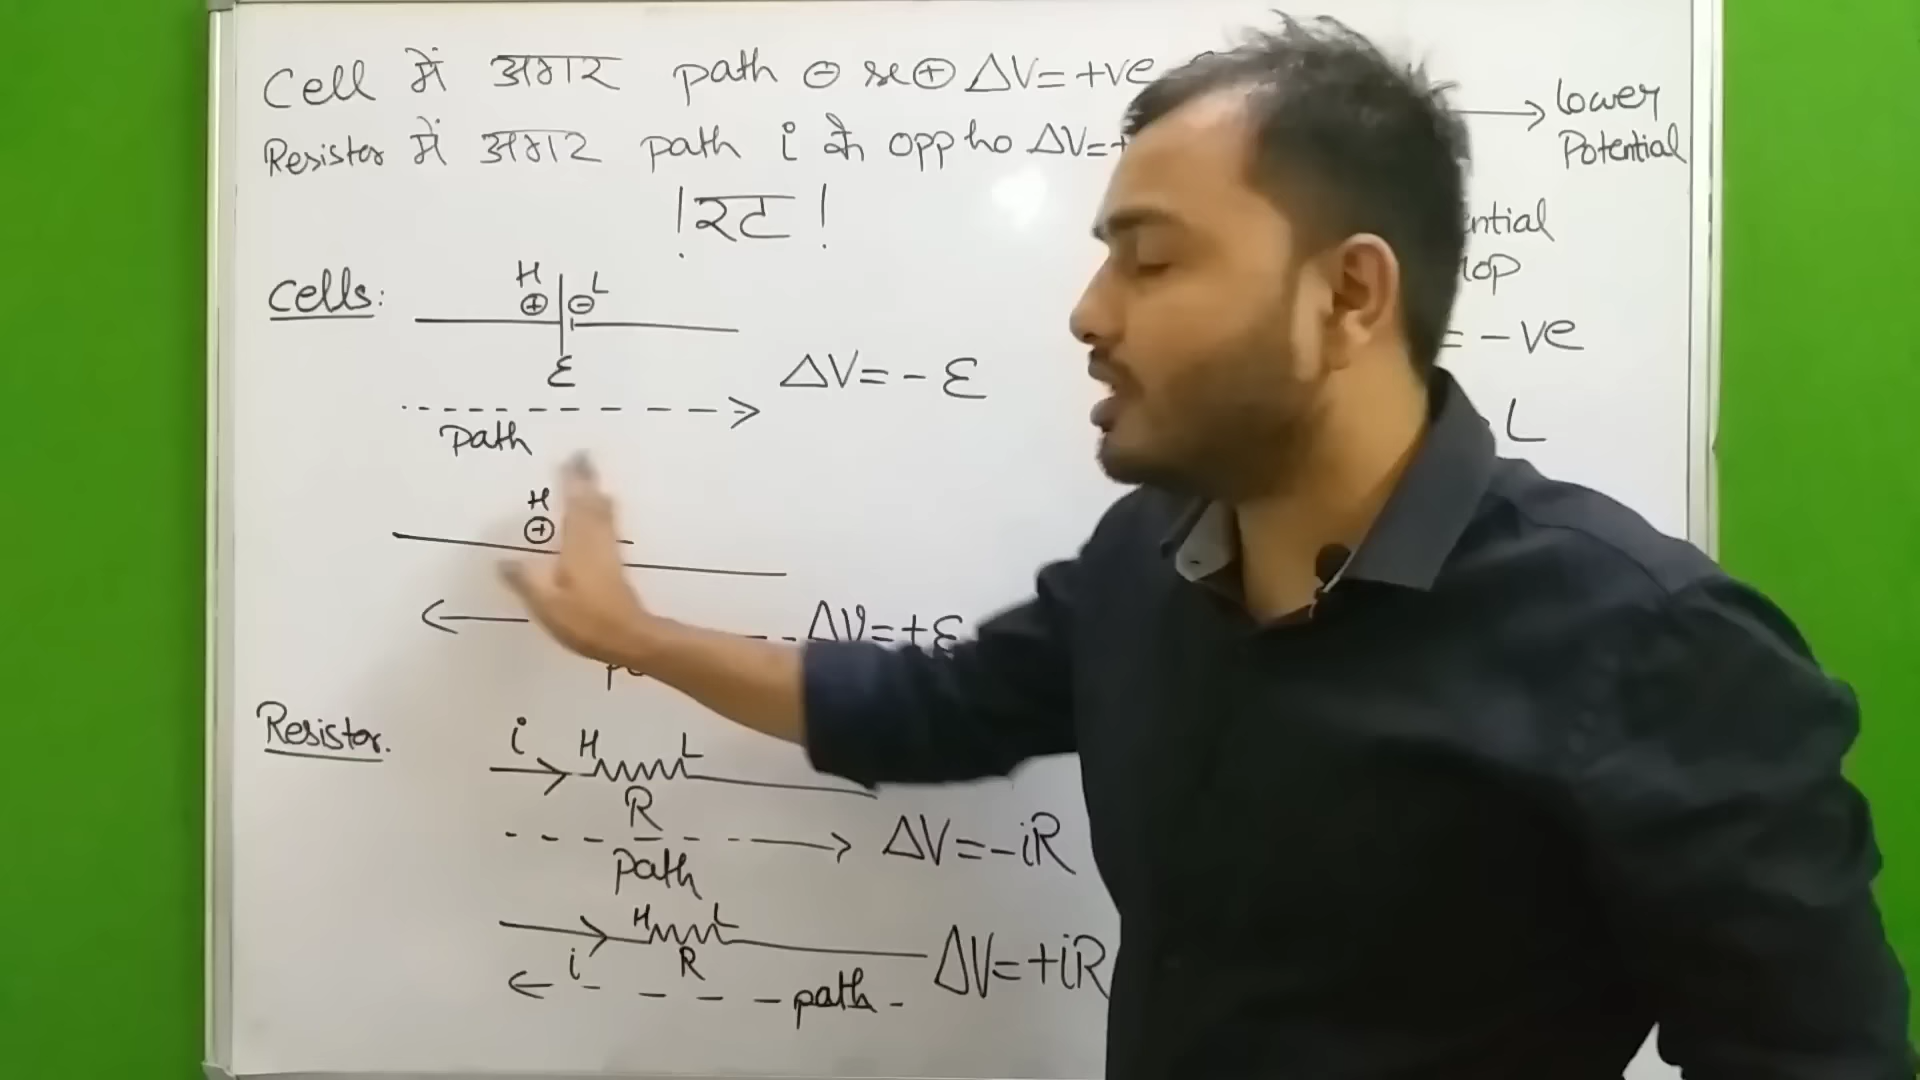 Cell में अगर path ⊖ se ⊕ ΔV=+ve
Resistor में अगर path i के opp ho ΔV=+
!रट!
lower
Potential
ential
= -ve
L
Cells:
H ⊕ ⊖ L
ε
ΔV= - ε
Path
H
⊕
ΔV=+ε
Resistor.
i H L
R
Path
ΔV=-iR
H L
i R
ΔV=+iR
path